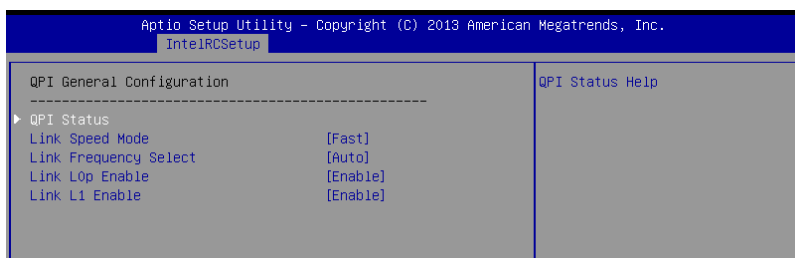 Aptio Setup Utility – Copyright (C) 2013 American Megatrends, Inc.
IntelRCSetup
QPI General Configuration
QPI Status Help
--------------------------------------------------
QPI Status
Link Speed Mode [Fast]
Link Frequency Select [Auto]
Link L0p Enable [Enable]
Link L1 Enable [Enable]